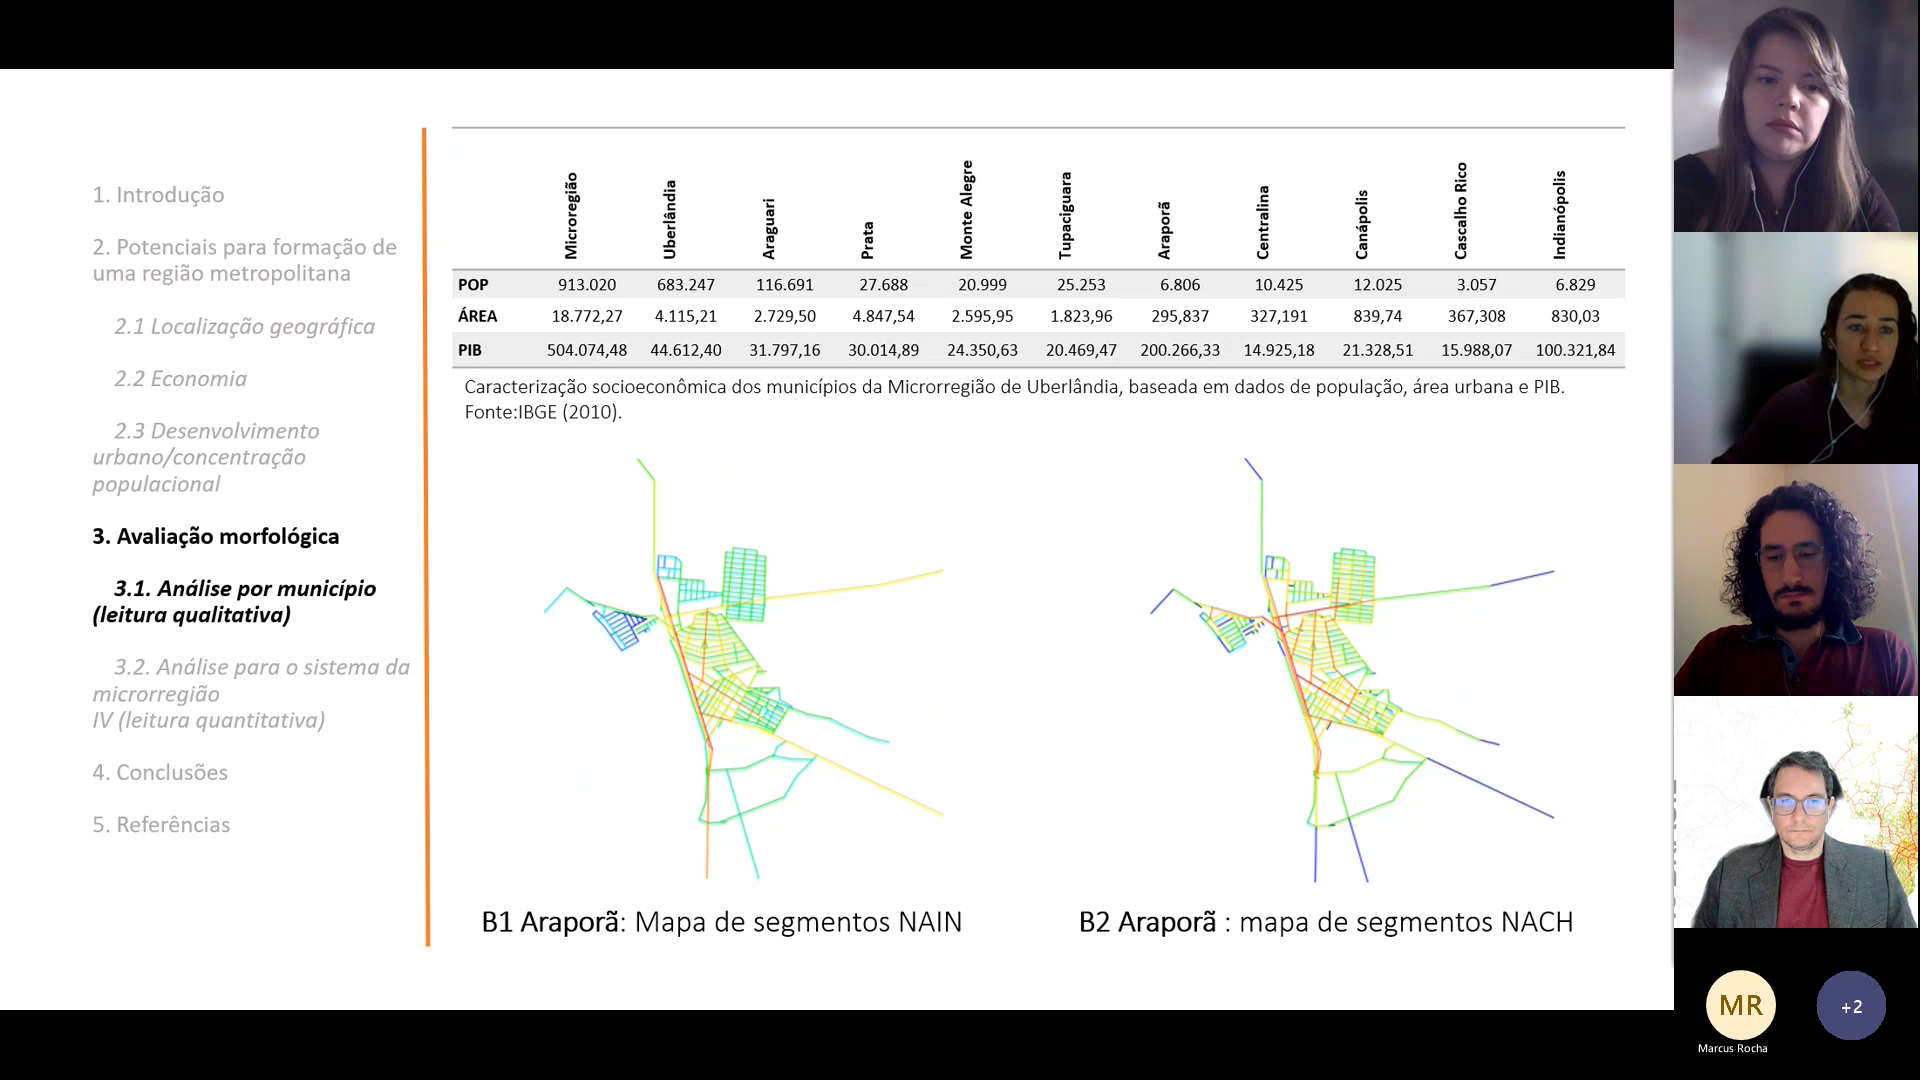 1. Introdução
2. Potenciais para formação de
uma região metropolitana
2.1 Localização geográfica
2.2 Economia
2.3 Desenvolvimento
urbano/concentração
populacional
3. Avaliação morfológica
3.1. Análise por município
(leitura qualitativa)
3.2. Análise para o sistema da
microrregião
IV (leitura quantitativa)
4. Conclusões
5. Referências
Microregião Uberlândia Araguari Prata Monte Alegre Tupaciguara Araporã Centralina Canápolis Cascalho Rico Indianópolis
POP 913.020 683.247 116.691 27.688 20.999 25.253 6.806 10.425 12.025 3.057 6.829
ÁREA 18.772,27 4.115,21 2.729,50 4.847,54 2.595,95 1.823,96 295,837 327,191 839,74 367,308 830,03
PIB 504.074,48 44.612,40 31.797,16 30.014,89 24.350,63 20.469,47 200.266,33 14.925,18 21.328,51 15.988,07 100.321,84
Caracterização socioeconômica dos municípios da Microrregião de Uberlândia, baseada em dados de população, área urbana e PIB.
Fonte:IBGE (2010).
B1 Araporã: Mapa de segmentos NAIN
B2 Araporã : mapa de segmentos NACH
MR
+2
Marcus Rocha